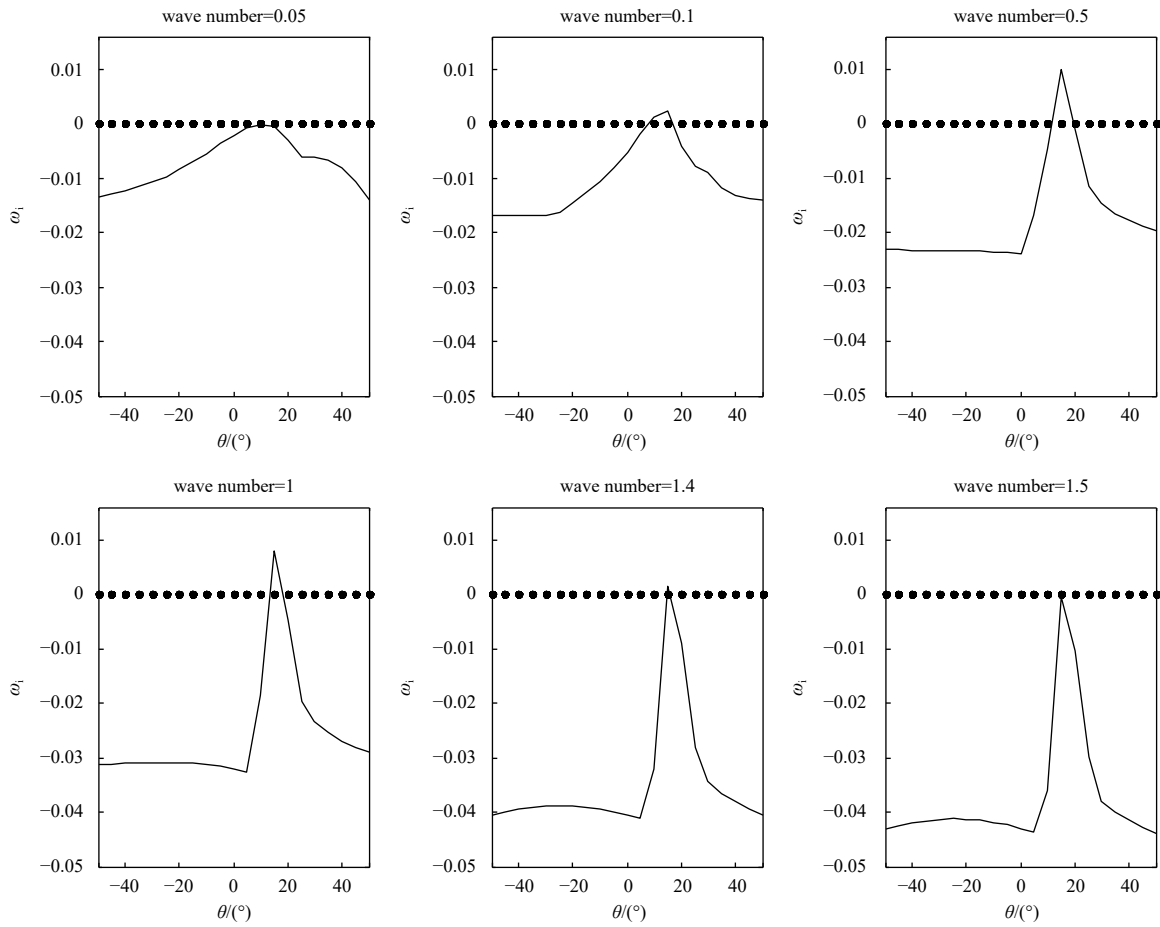 wave number=0.05
0.01
0
−0.01
−0.02
−0.03
−0.04
−0.05
ωi
−40 −20 0 20 40
θ/(°)
wave number=0.1
0.01
0
−0.01
−0.02
−0.03
−0.04
−0.05
ωi
−40 −20 0 20 40
θ/(°)
wave number=0.5
0.01
0
−0.01
−0.02
−0.03
−0.04
−0.05
ωi
−40 −20 0 20 40
θ/(°)
wave number=1
0.01
0
−0.01
−0.02
−0.03
−0.04
−0.05
ωi
−40 −20 0 20 40
θ/(°)
wave number=1.4
0.01
0
−0.01
−0.02
−0.03
−0.04
−0.05
ωi
−40 −20 0 20 40
θ/(°)
wave number=1.5
0.01
0
−0.01
−0.02
−0.03
−0.04
−0.05
ωi
−40 −20 0 20 40
θ/(°)